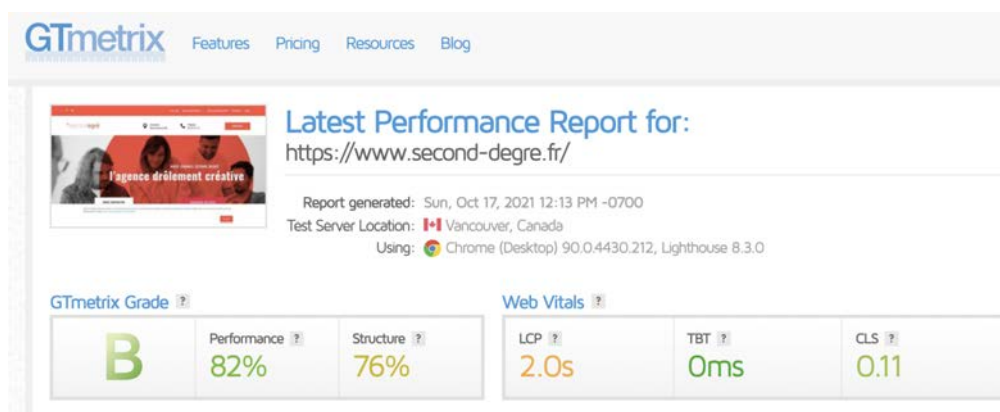 GTmetrix Features Pricing Resources Blog
Latest Performance Report for:
https://www.second-degre.fr/
l'agence drôlement créative
Report generated: Sun, Oct 17, 2021 12:13 PM -0700
Test Server Location: Vancouver, Canada
Using: Chrome (Desktop) 90.0.4430.212, Lighthouse 8.3.0
GTmetrix Grade ?
Web Vitals ?
B
Performance ?
82%
Structure ?
76%
LCP ?
2.0s
TBT ?
0ms
CLS ?
0.11